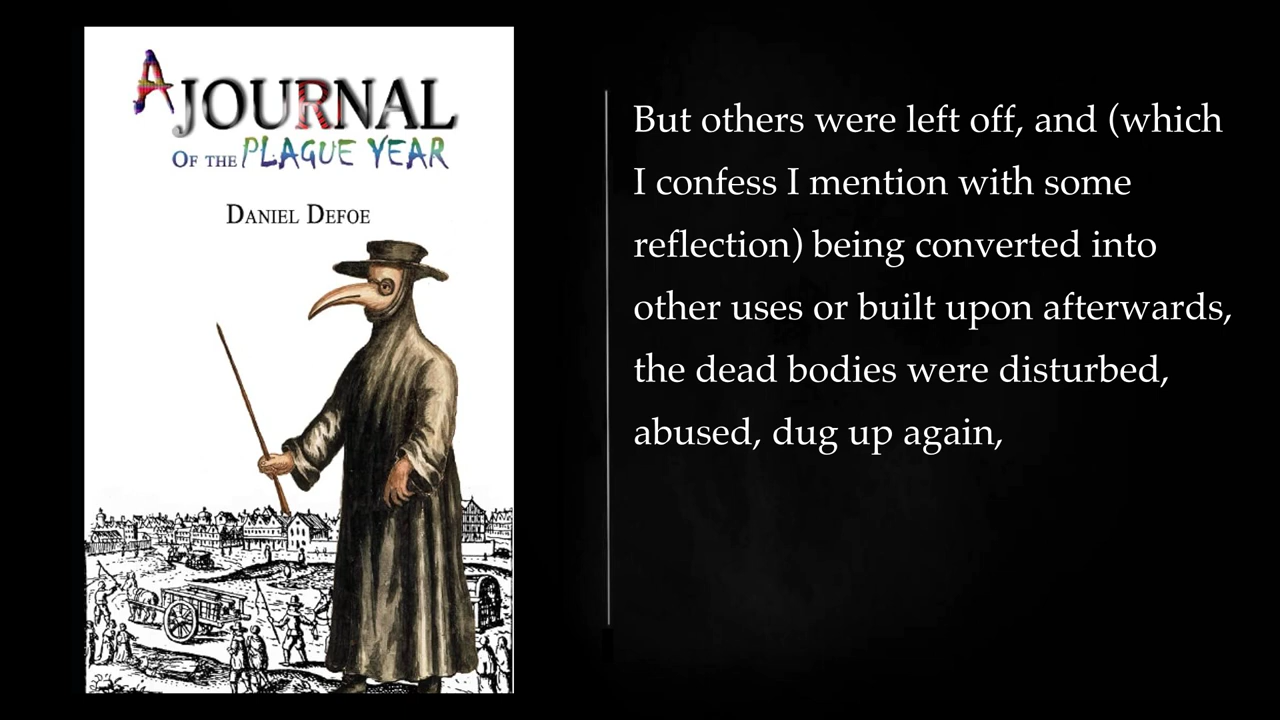 A JOURNAL
OF THE PLAGUE YEAR
DANIEL DEFOE
But others were left off, and (which
I confess I mention with some
reflection) being converted into
other uses or built upon afterwards,
the dead bodies were disturbed,
abused, dug up again,